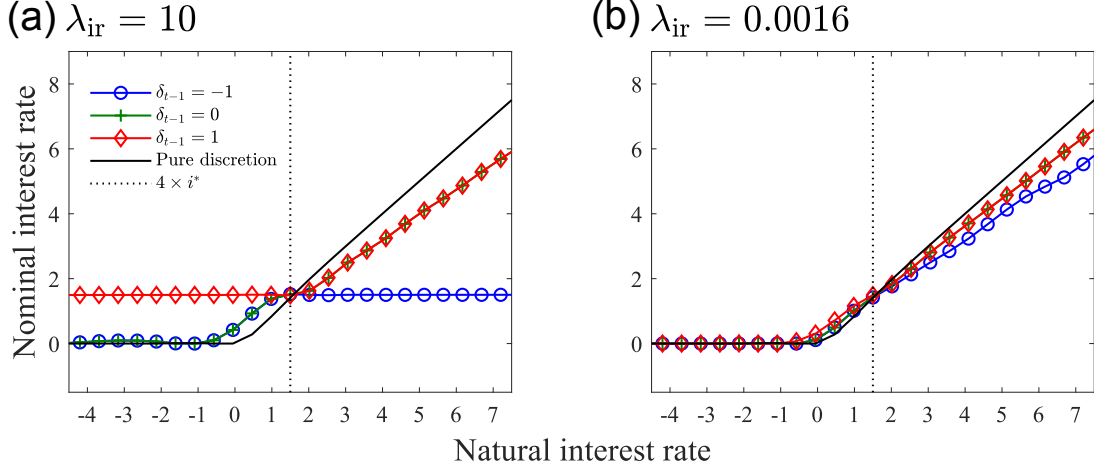 (a) λ_ir = 10
(b) λ_ir = 0.0016
Nominal interest rate
8
6
4
2
0
δ_{t−1} = −1
δ_{t−1} = 0
δ_{t−1} = 1
Pure discretion
4 × i*
-4 -3 -2 -1 0 1 2 3 4 5 6 7
8
6
4
2
0
-4 -3 -2 -1 0 1 2 3 4 5 6 7
Natural interest rate